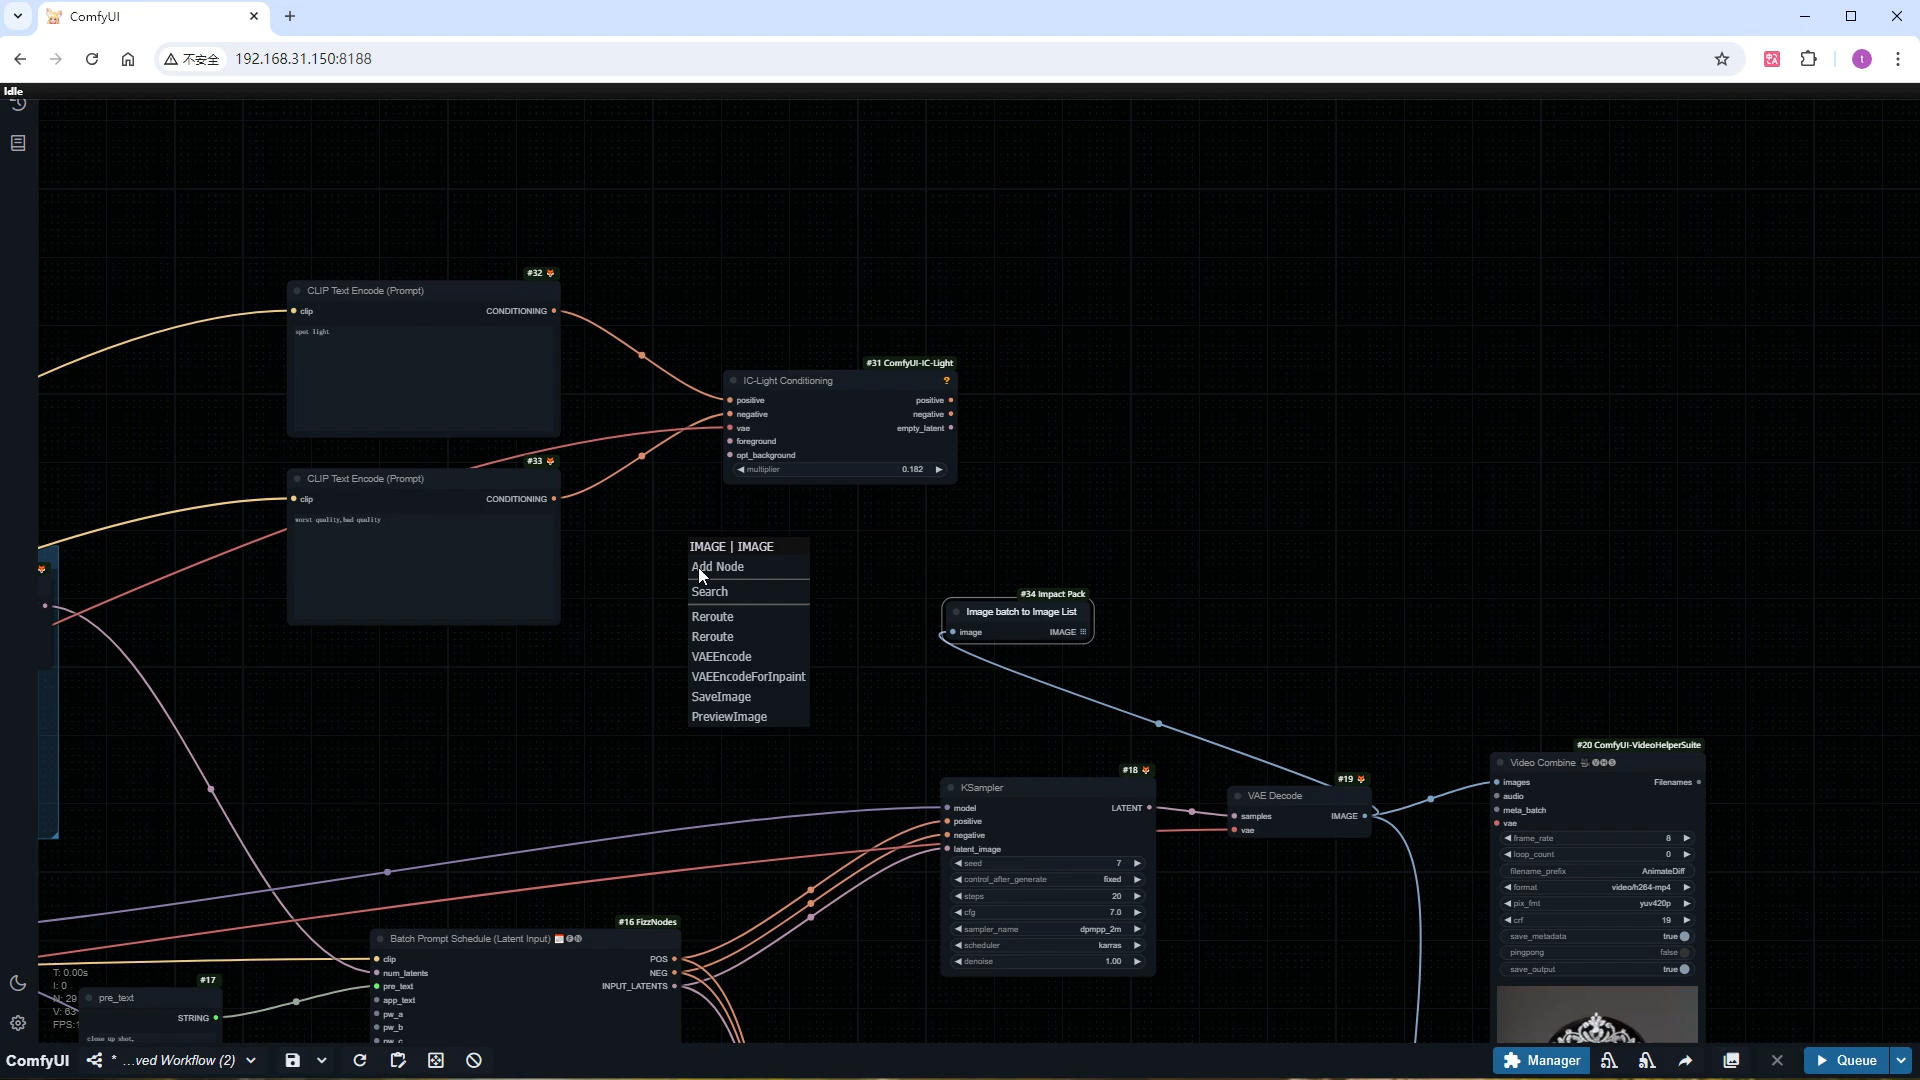 ComfyUI
不安全
192.168.31.150:8188
Idle
#32
CLIP Text Encode (Prompt)
clip
CONDITIONING
spot light
#31 ComfyUI-IC-Light
IC-Light Conditioning
?
positive
positive
negative
negative
vae
empty_latent
foreground
opt_background
multiplier
0.182
#33
CLIP Text Encode (Prompt)
clip
CONDITIONING
worst quality,bad quality
IMAGE | IMAGE
Add Node
Search
Reroute
Reroute
VAEEncode
VAEEncodeForInpaint
SaveImage
PreviewImage
#34 Impact Pack
Image batch to Image List
image
IMAGE
#18
KSampler
model
LATENT
positive
negative
latent_image
seed
7
control_after_generate
fixed
steps
20
cfg
7.0
sampler_name
dpmpp_2m
scheduler
karras
denoise
1.00
#19
VAE Decode
samples
IMAGE
vae
#20 ComfyUI-VideoHelperSuite
Video Combine
images
Filenames
audio
meta_batch
vae
frame_rate
8
loop_count
0
filename_prefix
AnimateDiff
format
video/h264-mp4
pix_fmt
yuv420p
crf
19
save_metadata
true
pingpong
false
save_output
true
#16 FizzNodes
Batch Prompt Schedule (Latent Input)
clip
POS
num_latents
NEG
pre_text
INPUT_LATENTS
app_text
pw_a
pw_b
pw_c
#17
pre_text
STRING
close up shot,
T: 0.00s
I: 0
N: 29
V: 63
FPS:
ComfyUI
* ...ved Workflow (2)
Manager
Queue